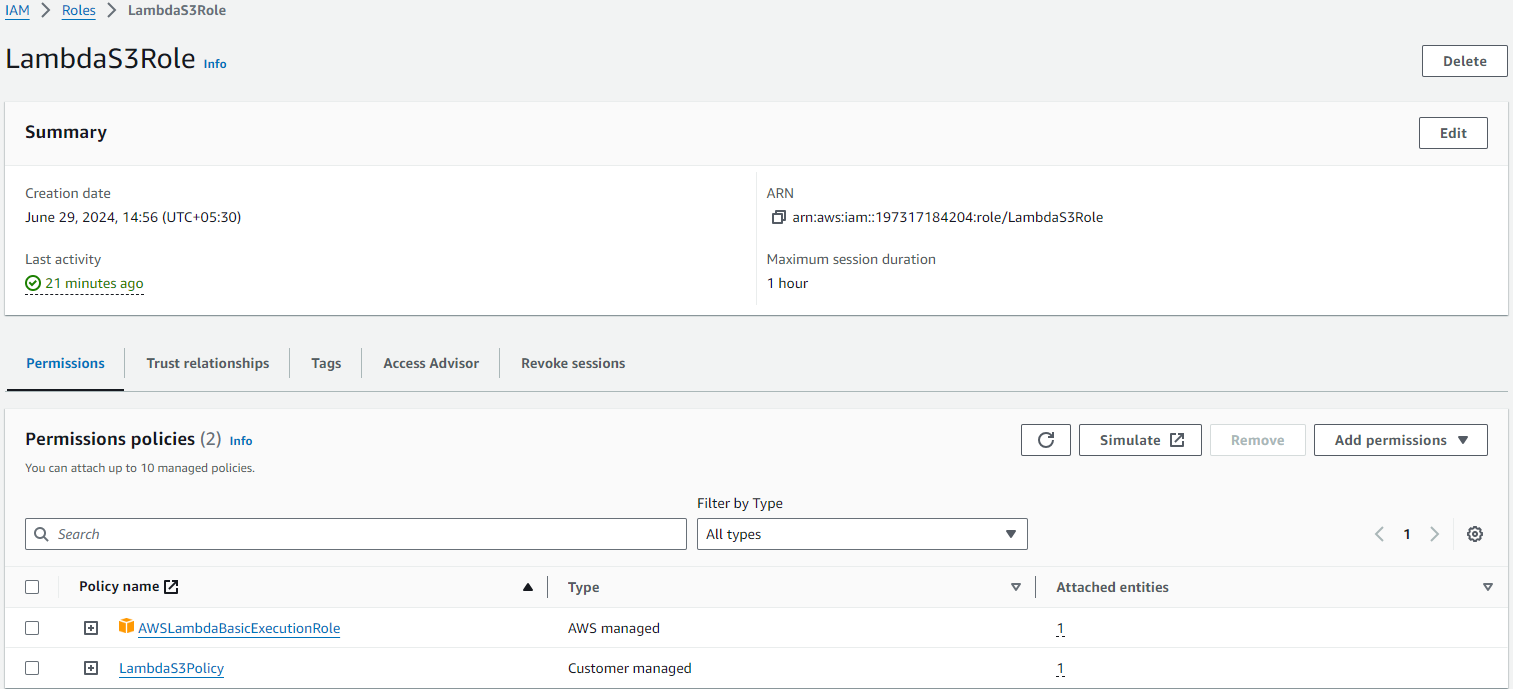 IAM > Roles > LambdaS3Role
LambdaS3Role Info
Delete
Summary
Edit
Creation date
June 29, 2024, 14:56 (UTC+05:30)
ARN
arn:aws:iam::197317184204:role/LambdaS3Role
Last activity
21 minutes ago
Maximum session duration
1 hour
Permissions
Trust relationships
Tags
Access Advisor
Revoke sessions
Permissions policies (2) Info
You can attach up to 10 managed policies.
Simulate
Remove
Add permissions
Filter by Type
Search
All types
1
Policy name
Type
Attached entities
AWSLambdaBasicExecutionRole
AWS managed
1
LambdaS3Policy
Customer managed
1